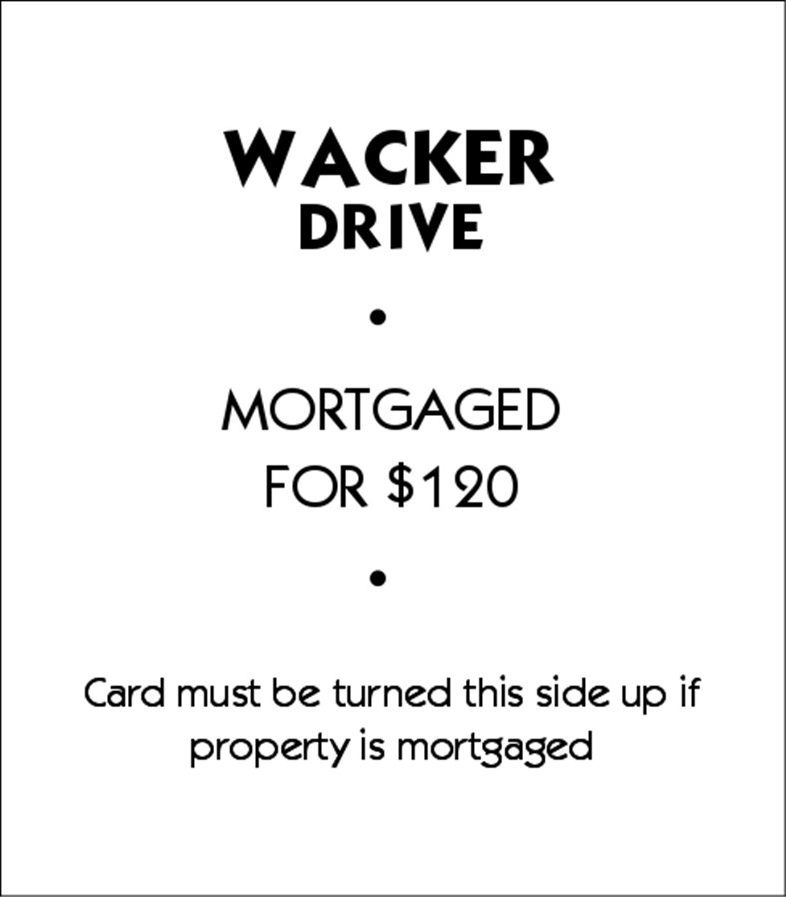 WACKER
DRIVE
•
MORTGAGED
FOR $120
•
Card must be turned this side up if
property is mortgaged